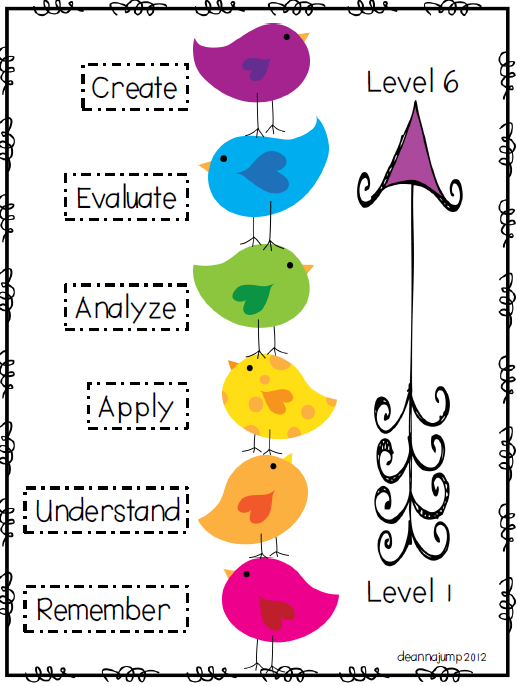 Create
Level 6
Evaluate
Analyze
Apply
Understand
Remember
Level 1
deannajump 2012